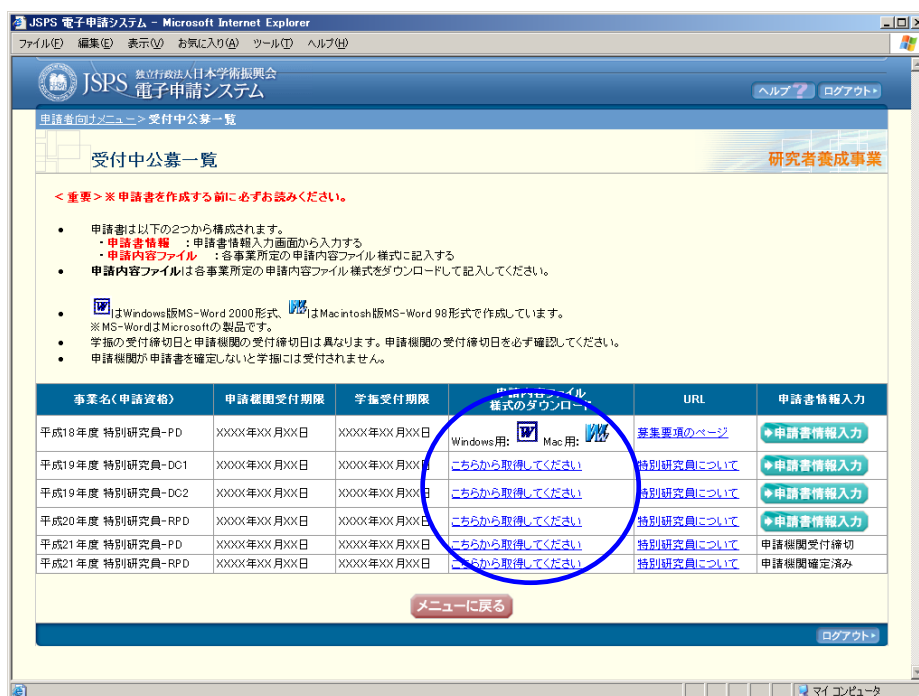 JSPS 電子申請システム - Microsoft Internet Explorer
ファイル(F) 編集(E) 表示(V) お気に入り(A) ツール(T) ヘルプ(H)
JSPS 独立行政法人日本学術振興会
電子申請システム
ヘルプ ? ログアウト
申請者向けメニュー > 受付中公募一覧
受付中公募一覧
研究者養成事業
<重要>※申請書を作成する前に必ずお読みください。
• 申請書は以下の2つから構成されます。
・申請書情報 :申請書情報入力画面から入力する
・申請内容ファイル :各事業所定の申請内容ファイル様式に記入する
• 申請内容ファイルは各事業所定の申請内容ファイル様式をダウンロードして記入してください。
• はWindows版MS-Word 2000形式、はMacintosh版MS-Word 98形式で作成しています。
※MS-WordはMicrosoftの製品です。
• 学振の受付締切日と申請機関の受付締切日は異なります。申請機関の受付締切日を必ず確認してください。
• 申請機関が申請書を確定しないと学振には受付されません。
事業名(申請資格) 申請機関受付期限 学振受付期限 申請内容ファイル様式のダウンロード URL 申請書情報入力
平成18年度 特別研究員-PD XXXX年XX月XX日 XXXX年XX月XX日 Windows用: Mac用: 募集要項のページ 申請書情報入力
平成19年度 特別研究員-DC1 XXXX年XX月XX日 XXXX年XX月XX日 こちらから取得してください 特別研究員について 申請書情報入力
平成19年度 特別研究員-DC2 XXXX年XX月XX日 XXXX年XX月XX日 こちらから取得してください 特別研究員について 申請書情報入力
平成20年度 特別研究員-RPD XXXX年XX月XX日 XXXX年XX月XX日 こちらから取得してください 特別研究員について 申請書情報入力
平成21年度 特別研究員-PD XXXX年XX月XX日 XXXX年XX月XX日 こちらから取得してください 特別研究員について 申請機関受付締切
平成21年度 特別研究員-RPD XXXX年XX月XX日 XXXX年XX月XX日 こちらから取得してください 特別研究員について 申請機関確定済み
メニューに戻る
ログアウト
マイ コンピュータ